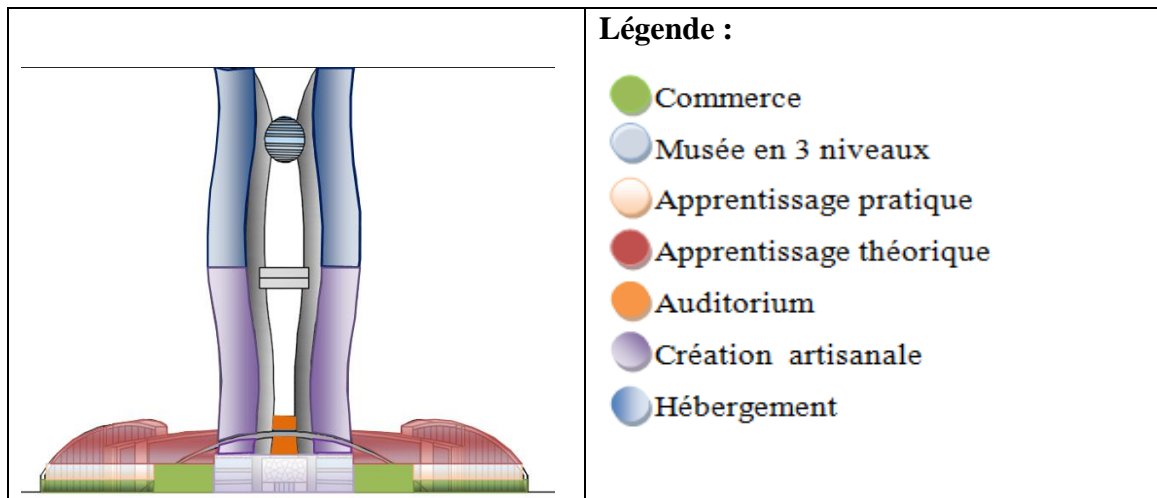 Légende :
Commerce
Musée en 3 niveaux
Apprentissage pratique
Apprentissage théorique
Auditorium
Création artisanale
Hébergement